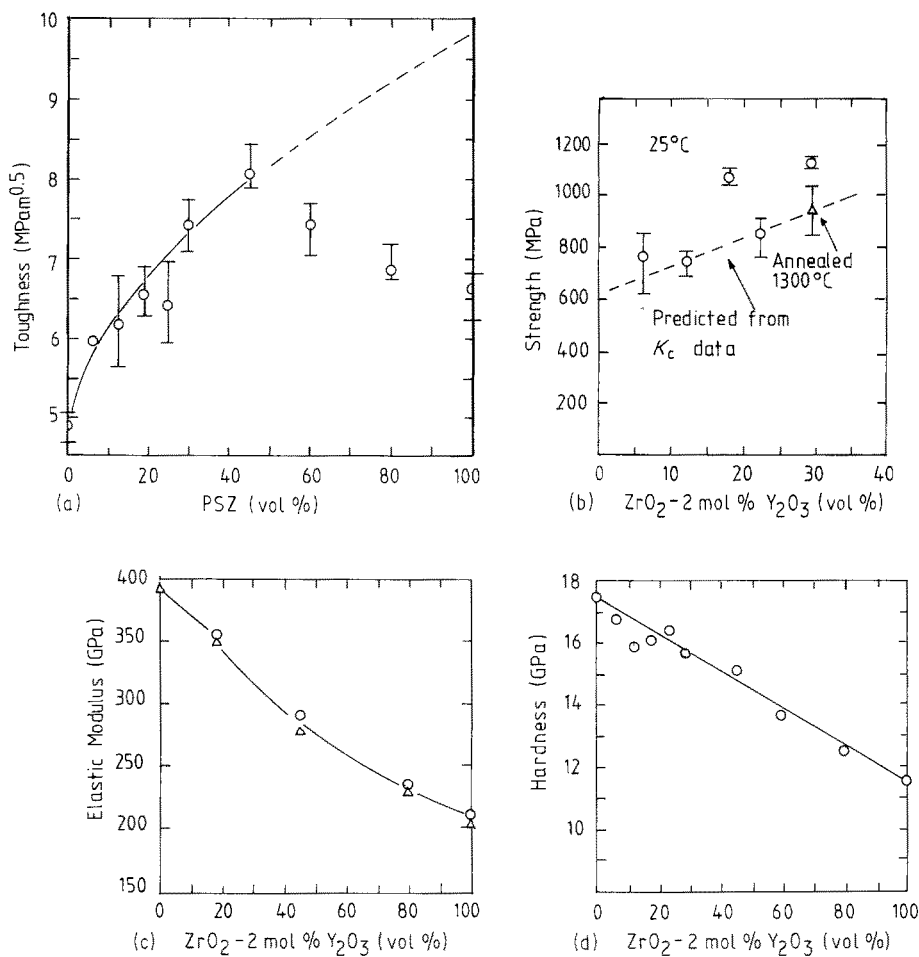 10
9
8
7
6
5
Toughness (MPam^0.5)
0 20 40 60 80 100
(a) PSZ (vol %)
1200
1000
800
600
400
200
Strength (MPa)
25°C
Annealed
1300°C
Predicted from
K_c data
0 10 20 30 40
(b) ZrO₂-2 mol % Y₂O₃ (vol %)
400
350
300
250
200
150
Elastic Modulus (GPa)
0 20 40 60 80 100
(c) ZrO₂-2 mol % Y₂O₃ (vol %)
18
16
14
12
10
Hardness (GPa)
0 20 40 60 80 100
(d) ZrO₂-2 mol % Y₂O₃ (vol %)